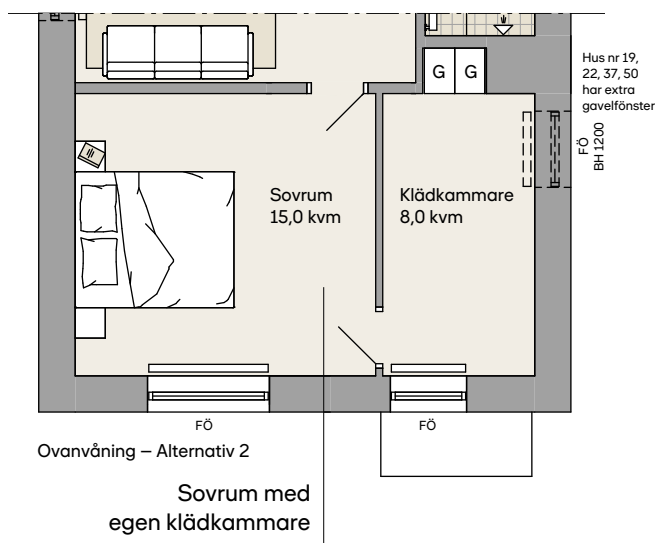 G G
Hus nr 19,
22, 37, 50
har extra
gavelfönster
FÖ
BH 1200
Sovrum
15,0 kvm
Klädkammare
8,0 kvm
FÖ
FÖ
Ovanvåning – Alternativ 2
Sovrum med
egen klädkammare